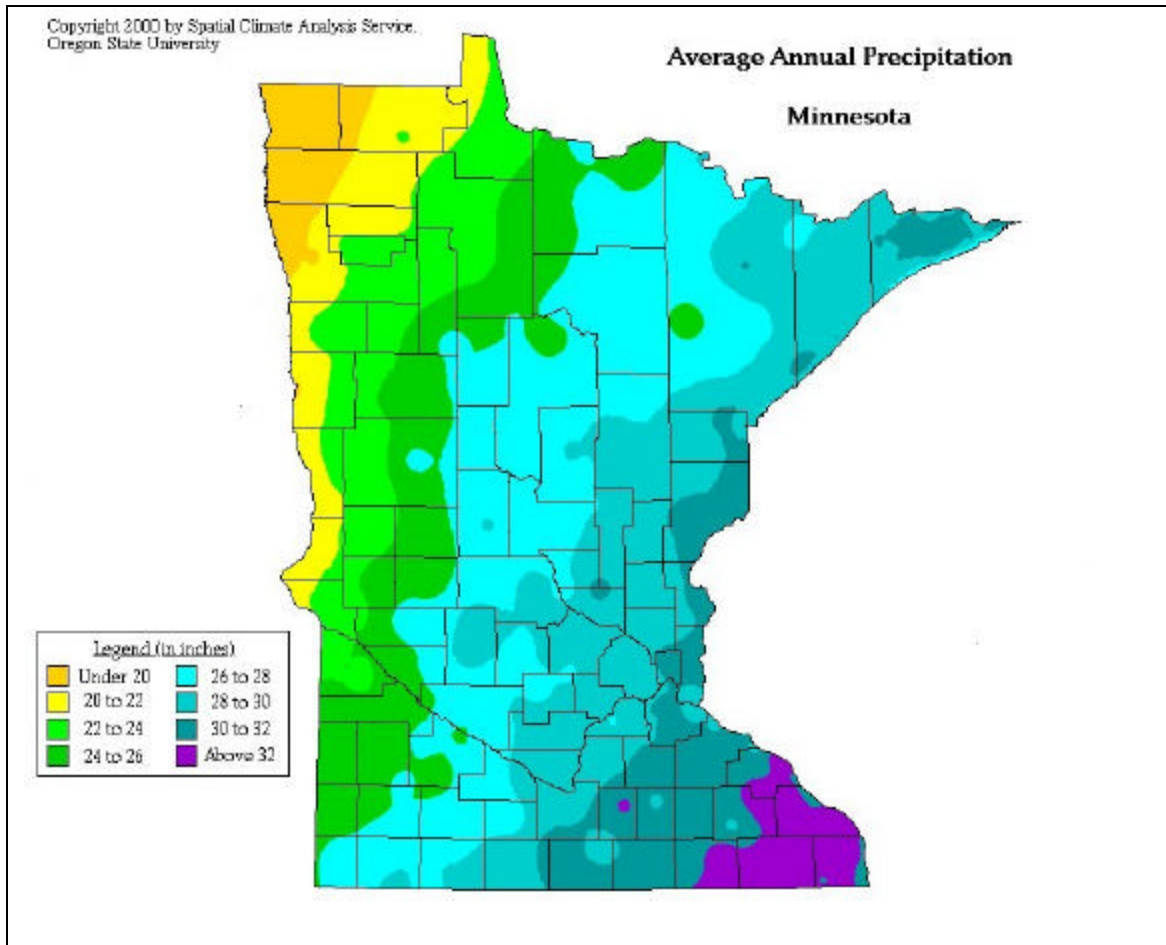 Copyright 2000 by Spatial Climate Analysis Service,
Oregon State University
Average Annual Precipitation
Minnesota
Legend (in inches)
Under 20
20 to 22
22 to 24
24 to 26
26 to 28
28 to 30
30 to 32
Above 32